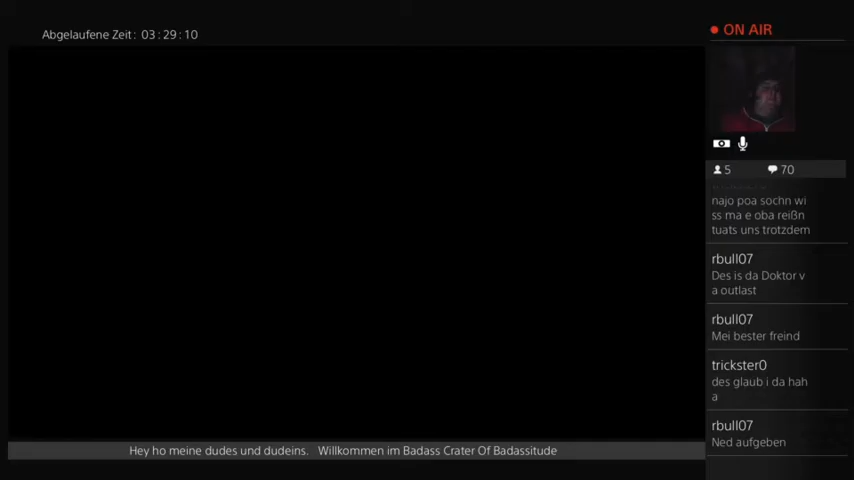 Abgelaufene Zeit: 03:29:10
ON AIR
5 70
najo poa sochn wi
ss ma e oba reißn
tuats uns trotzdem
rbull07
Des is da Doktor v
a outlast
rbull07
Mei bester freind
trickster0
des glaub i da hah
a
rbull07
Ned aufgeben
Hey ho meine dudes und dudeins. Willkommen im Badass Crater Of Badassitude